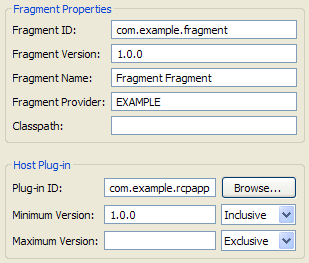 Fragment Properties
Fragment ID: com.example.fragment
Fragment Version: 1.0.0
Fragment Name: Fragment Fragment
Fragment Provider: EXAMPLE
Classpath:
Host Plug-in
Plug-in ID: com.example.rcpapp Browse...
Minimum Version: 1.0.0 Inclusive
Maximum Version: Exclusive